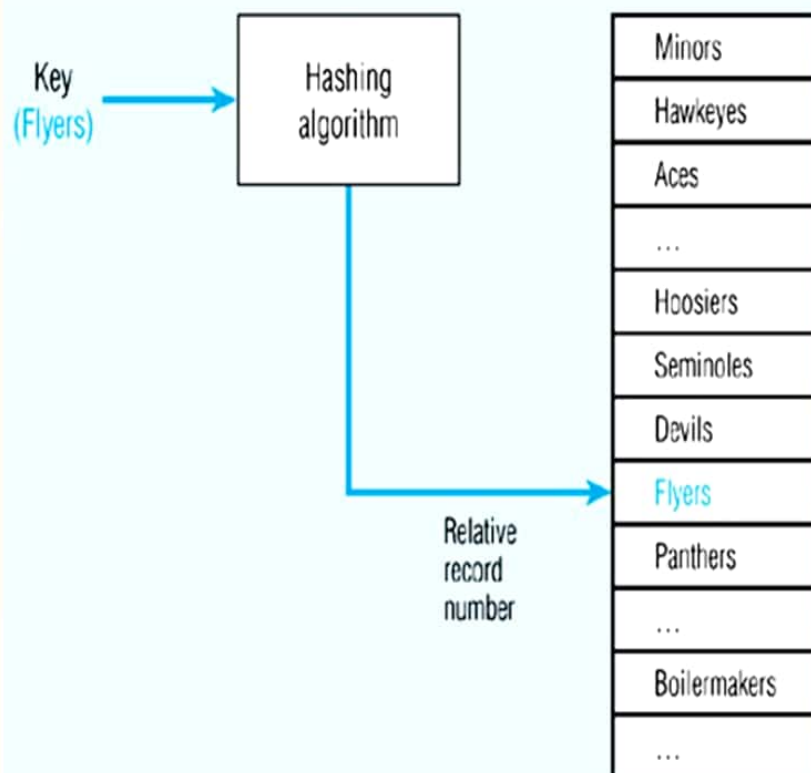 Key
(Flyers)
Hashing
algorithm
Relative
record
number
Minors
Hawkeyes
Aces
...
Hoosiers
Seminoles
Devils
Flyers
Panthers
...
Boilermakers
...